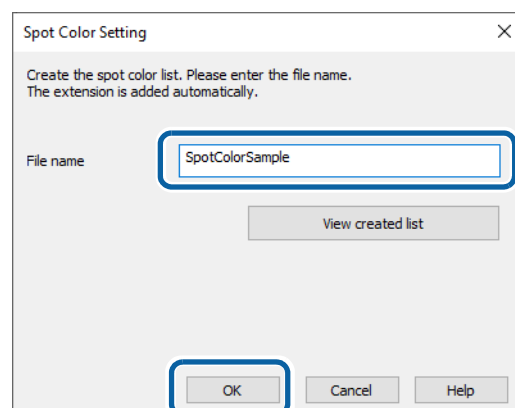 Spot Color Setting
Create the spot color list. Please enter the file name.
The extension is added automatically.
File name
SpotColorSample
View created list
OK
Cancel
Help